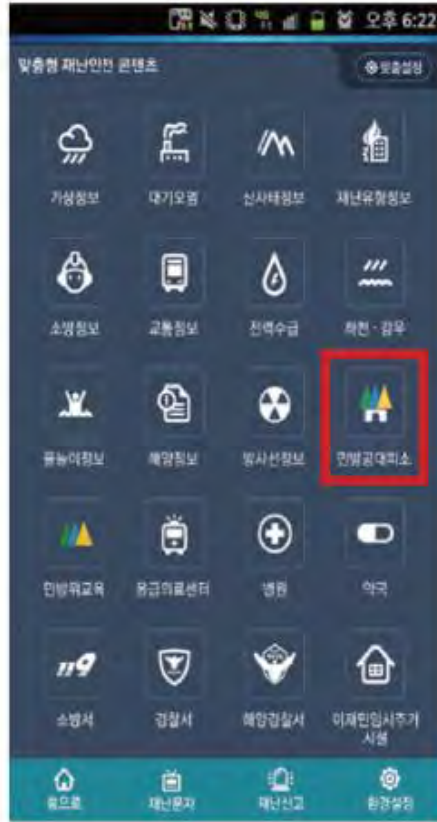 오후 6:22
맞춤형 재난안전 콘텐츠
맞춤설정
기상정보 대기오염 산사태정보 재난유형정보
소방정보 교통정보 전력수급 하천·강우
물놀이정보 해양정보 방사선정보 민방공대피소
민방위교육 응급의료센터 병원 약국
119
소방서 경찰서 해양경찰서 이재민임시주거
시설
홈으로 재난문자 재난신고 환경설정